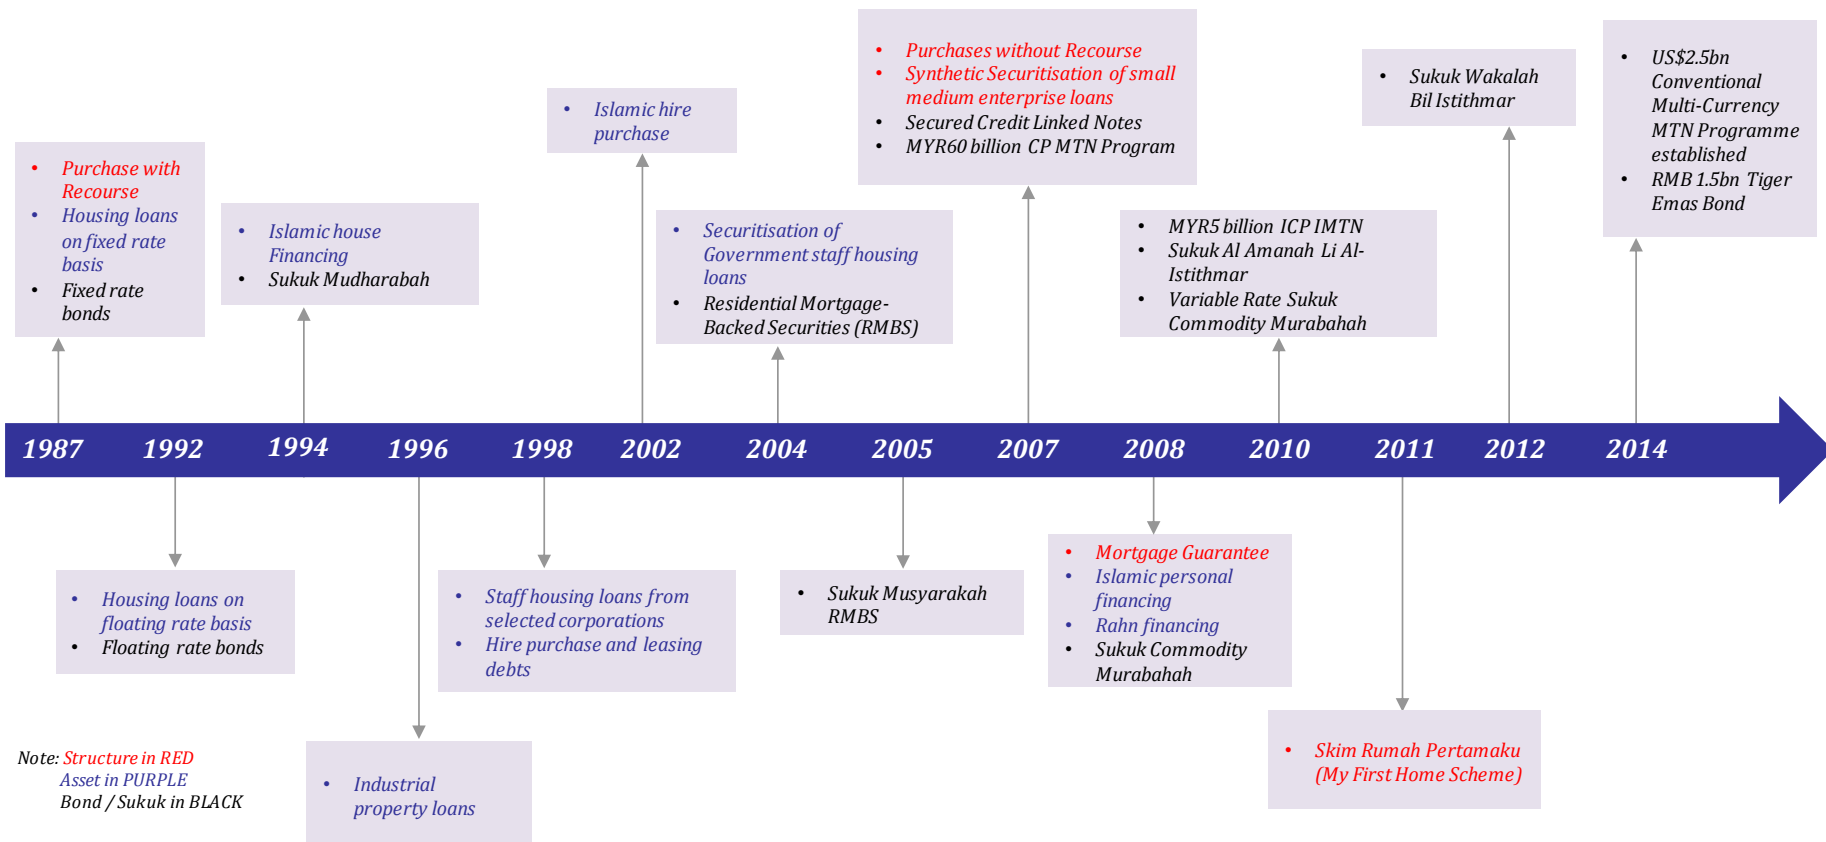 • Purchase with
Recourse
• Housing loans
on fixed rate
basis
• Fixed rate
bonds
• Islamic house
Financing
• Sukuk Mudharabah
• Islamic hire
purchase
• Securitisation of
Government staff housing
loans
• Residential Mortgage-
Backed Securities (RMBS)
• Purchases without Recourse
• Synthetic Securitisation of small
medium enterprise loans
• Secured Credit Linked Notes
• MYR60 billion CP MTN Program
• MYR5 billion ICP IMTN
• Sukuk Al Amanah Li Al-
Istithmar
• Variable Rate Sukuk
Commodity Murabahah
• Sukuk Wakalah
Bil Istithmar
• US$2.5bn
Conventional
Multi-Currency
MTN Programme
established
• RMB 1.5bn Tiger
Emas Bond
1987 1992 1994 1996 1998 2002 2004 2005 2007 2008 2010 2011 2012 2014
• Housing loans on
floating rate basis
• Floating rate bonds
• Industrial
property loans
• Staff housing loans from
selected corporations
• Hire purchase and leasing
debts
• Sukuk Musyarakah
RMBS
• Mortgage Guarantee
• Islamic personal
financing
• Rahn financing
• Sukuk Commodity
Murabahah
• Skim Rumah Pertamaku
(My First Home Scheme)
Note: Structure in RED
Asset in PURPLE
Bond / Sukuk in BLACK